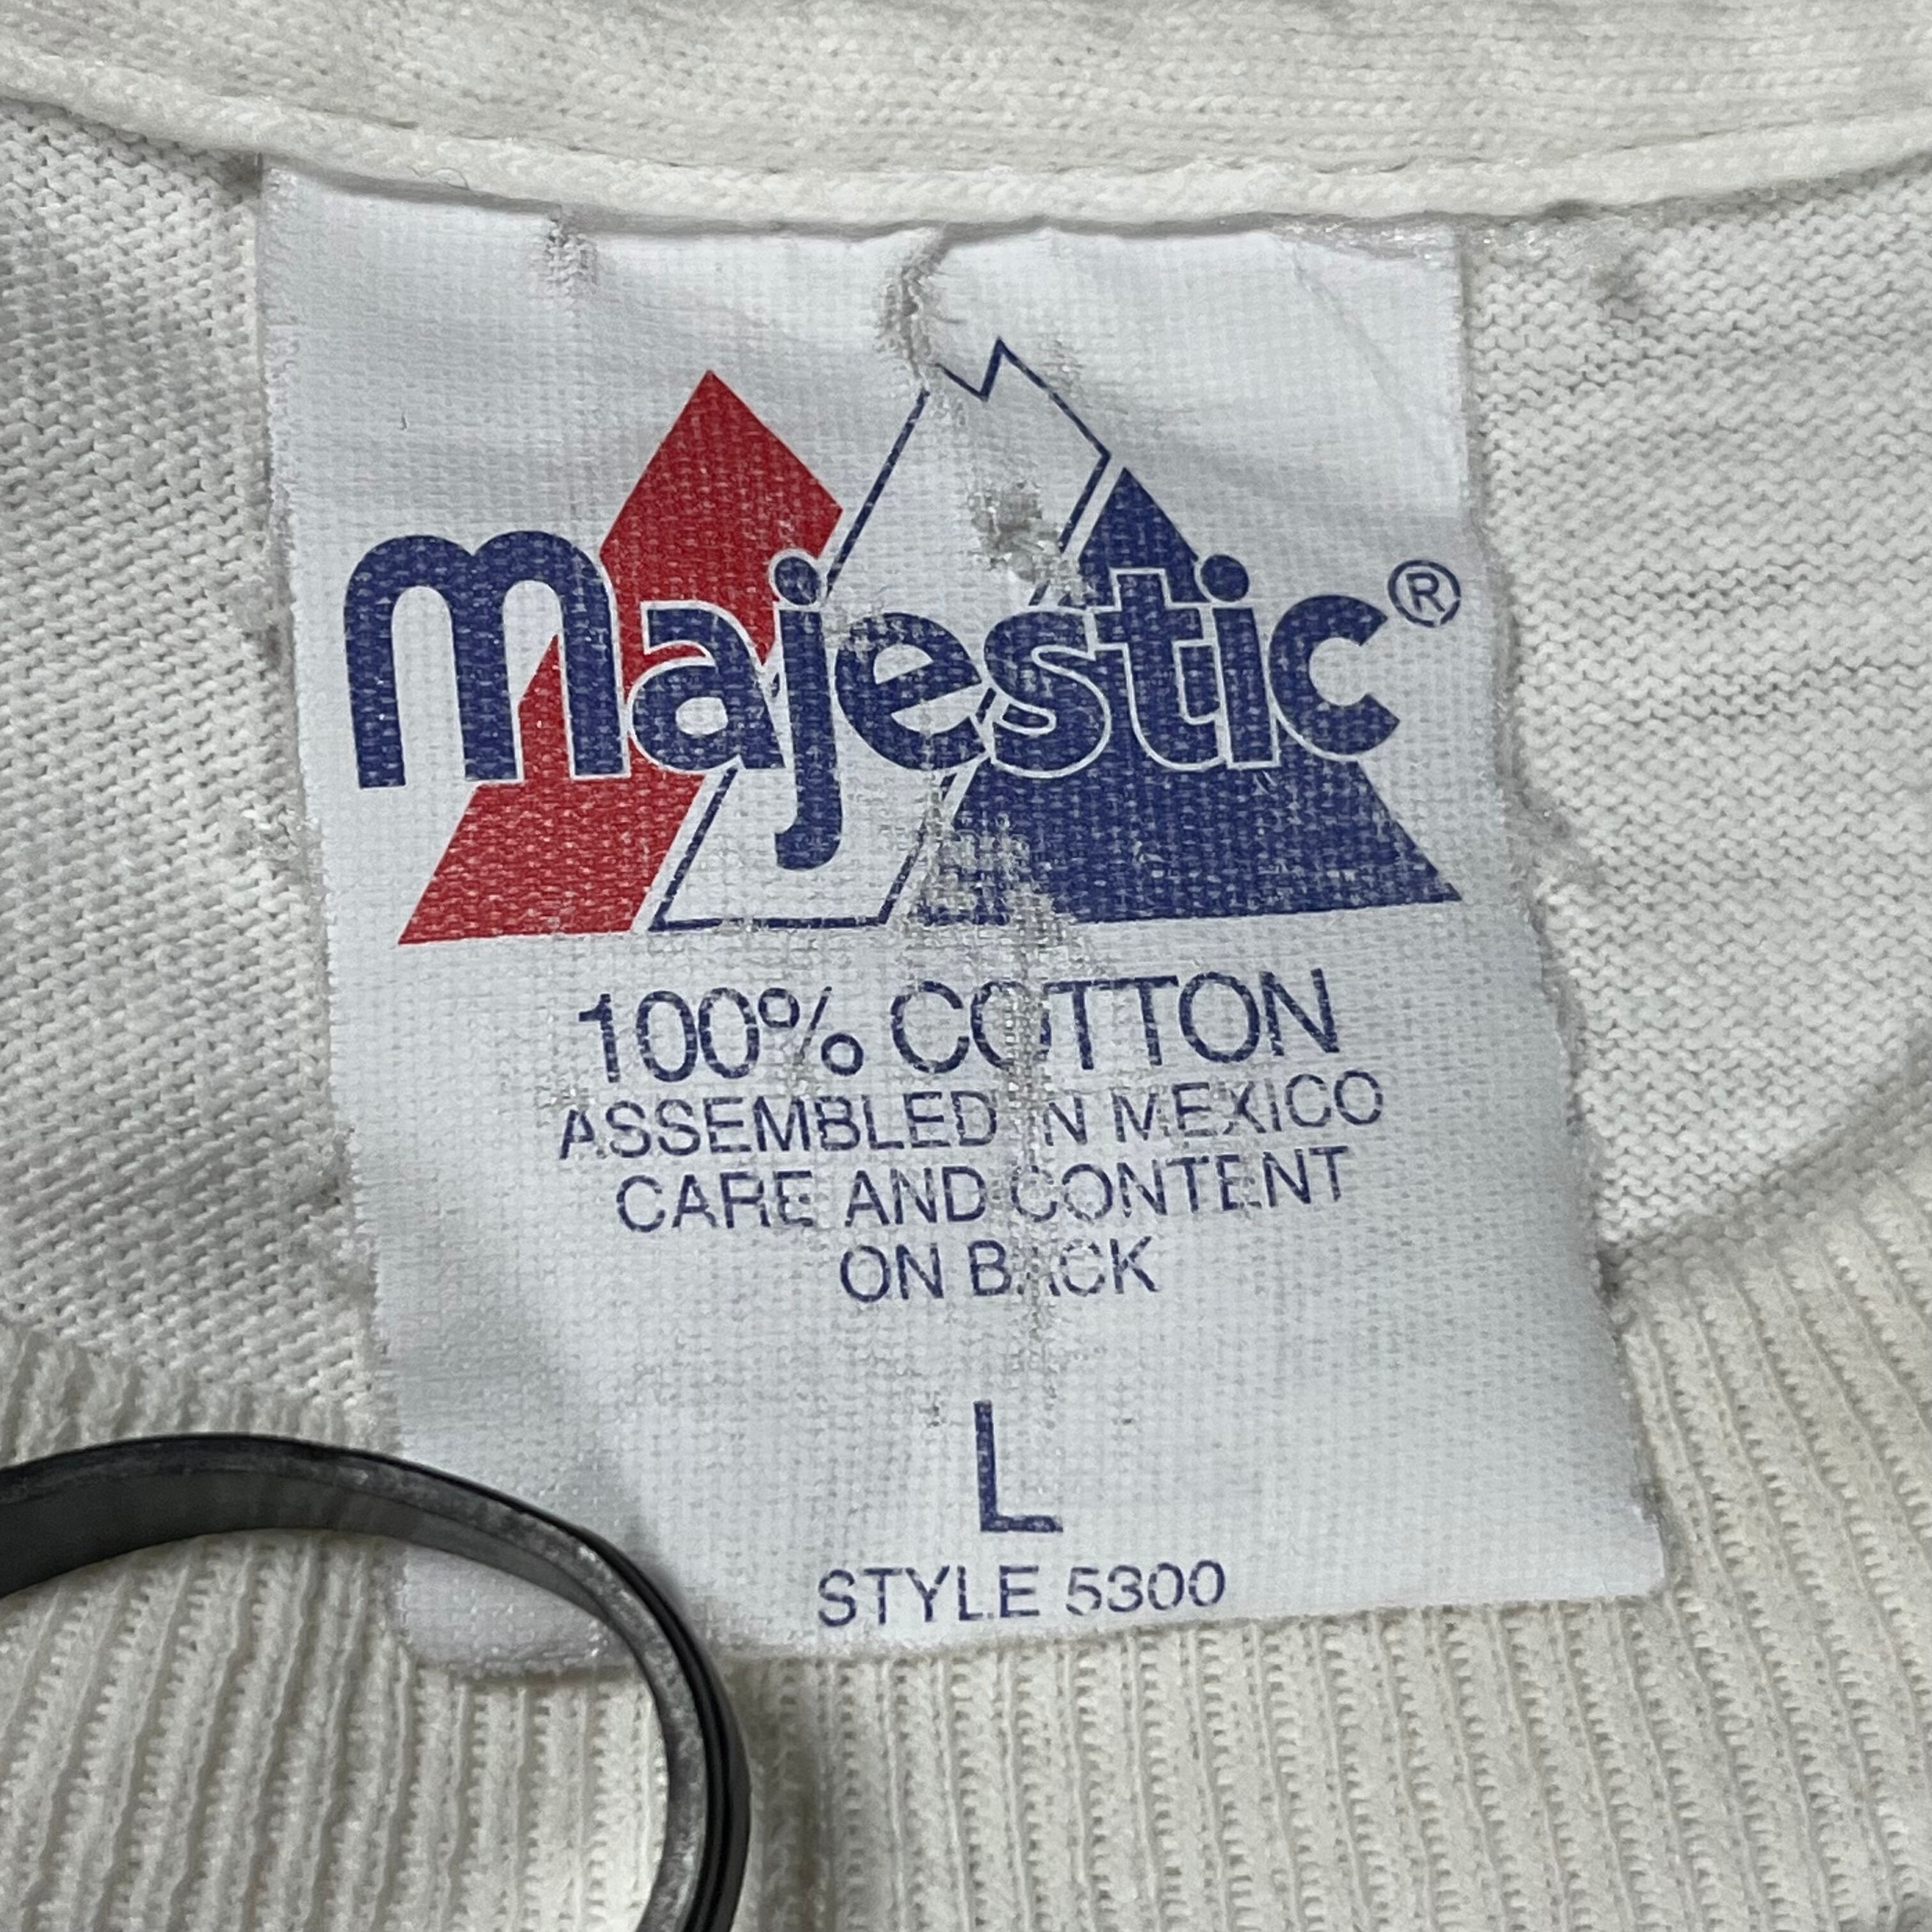 majestic®
100% COTTON
ASSEMBLED IN MEXICO
CARE AND CONTENT
ON BACK
L
STYLE 5300